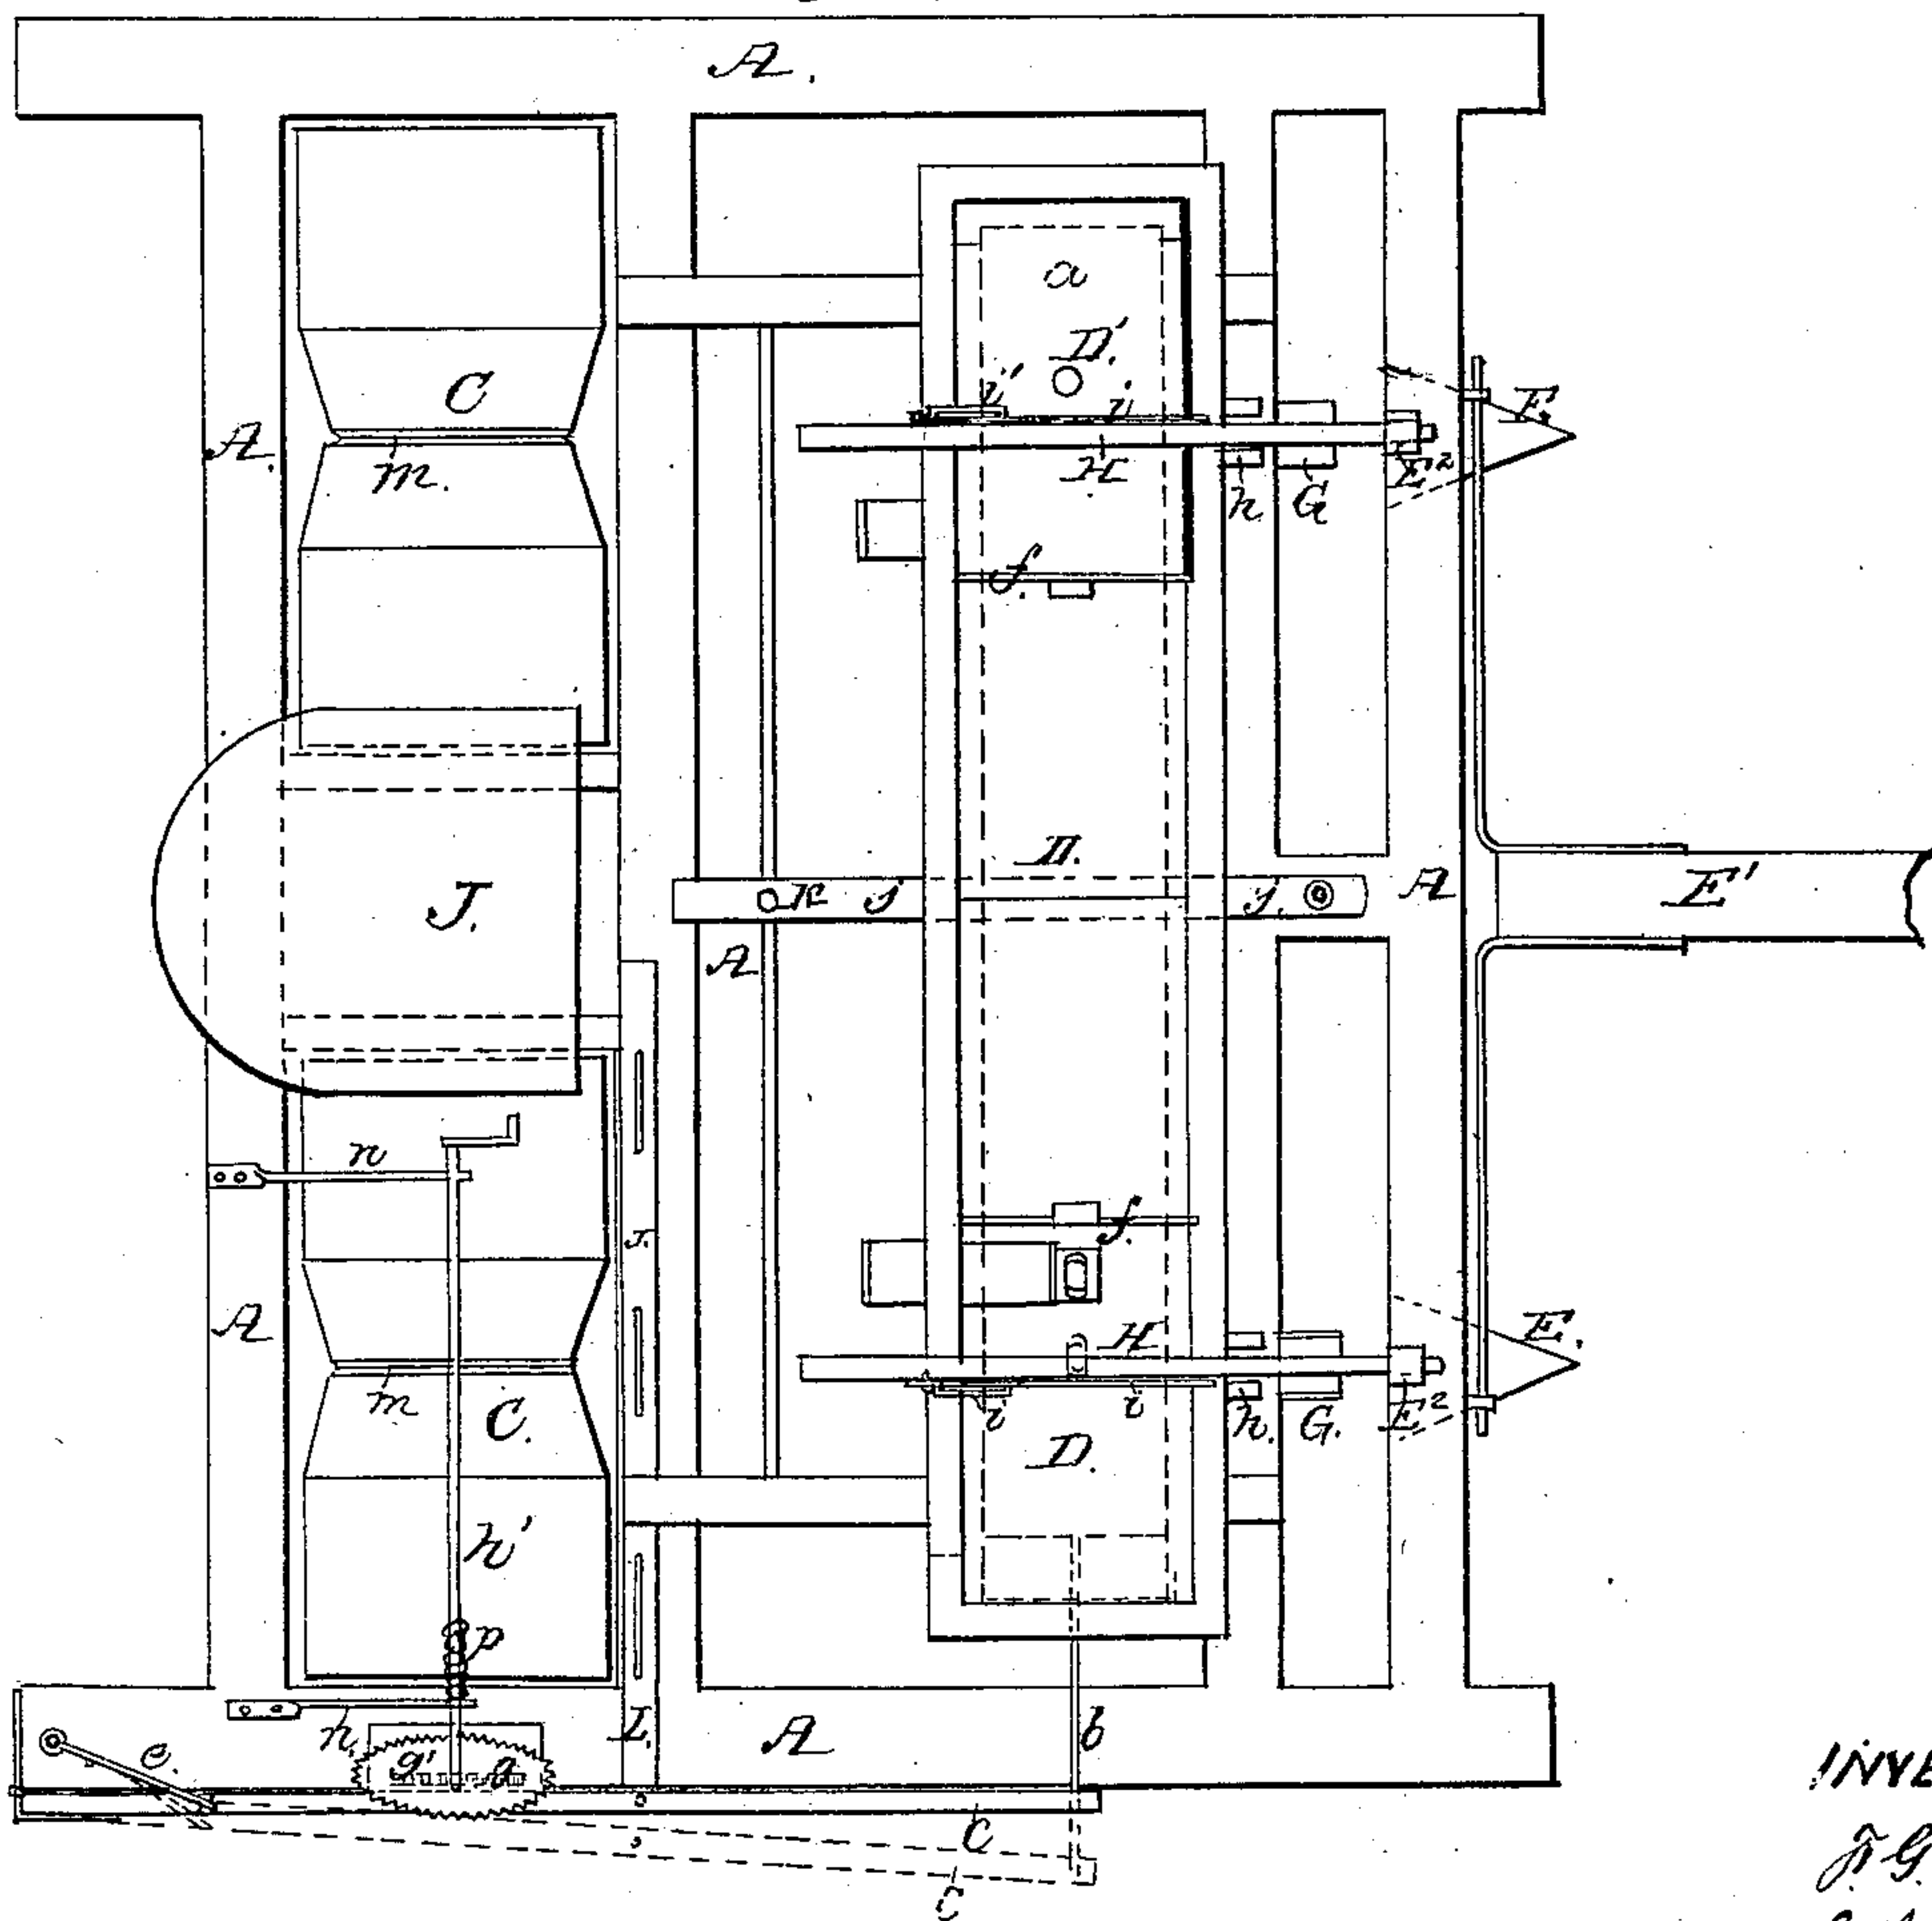 A.
a
D'.
C
i'
i
E.
A.
m.
H
h
G
E²
f.
D.
J.
K
j
j.
A
E'
A
n
f.
J.
A
H
E.
m
C.
i'
i
h.
G.
E²
D.
h'
p
h
L.
A
b
e.
g'
g
C
C
INVE
J. G.